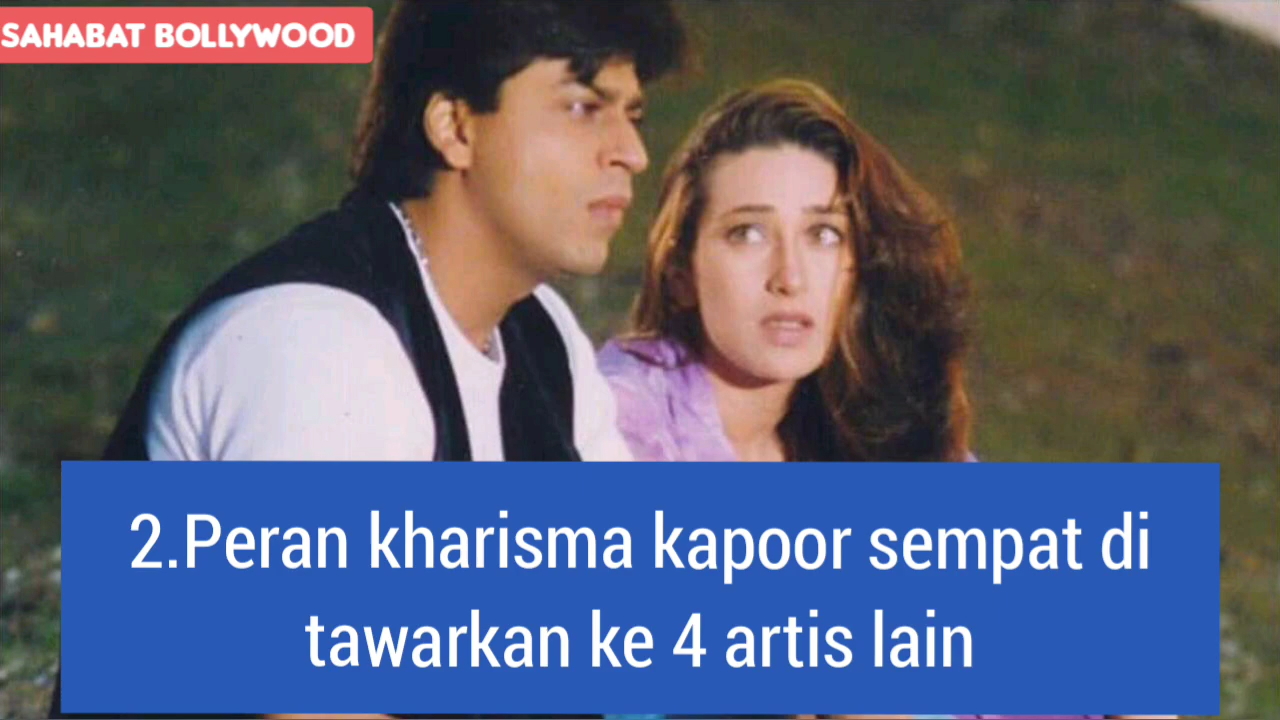 SAHABAT BOLLYWOOD
2.Peran kharisma kapoor sempat di
tawarkan ke 4 artis lain